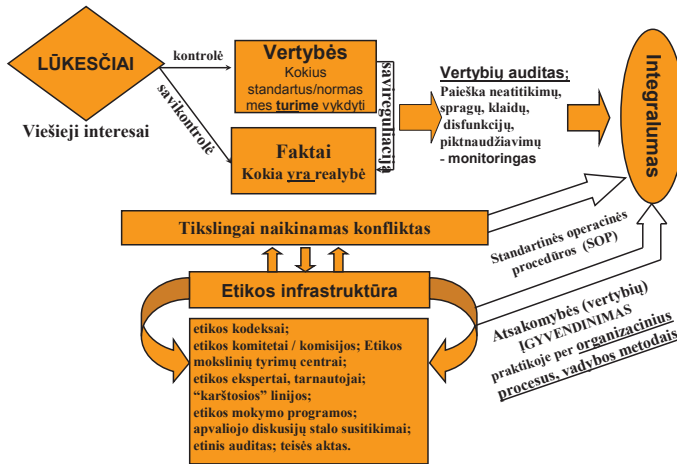 LŪKESČIAI
Viešieji interesai
kontrolė
savikontrolė
Vertybės
Kokius
standartus/normas
mes turime vykdyti
Faktai
Kokia yra realybė
savireguliacija
Vertybių auditas:
Paieška neatitikimų,
spragų, klaidų,
disfunkcijų,
piktnaudžiavimų
- monitoringas
Integralumas
Tikslingai naikinamas konfliktas
Standartinės operacinės
procedūros (SOP)
Etikos infrastruktūra
Atsakomybės (vertybių)
ĮGYVENDINIMAS
praktikoje per organizacinius
procesus, vadybos metodais
etikos kodeksai;
etikos komitetai / komisijos; Etikos
mokslinių tyrimų centrai;
etikos ekspertai, tarnautojai;
“karštosios” linijos;
etikos mokymo programos;
apvaliojo diskusijų stalo susitikimai;
etinis auditas; teisės aktas.